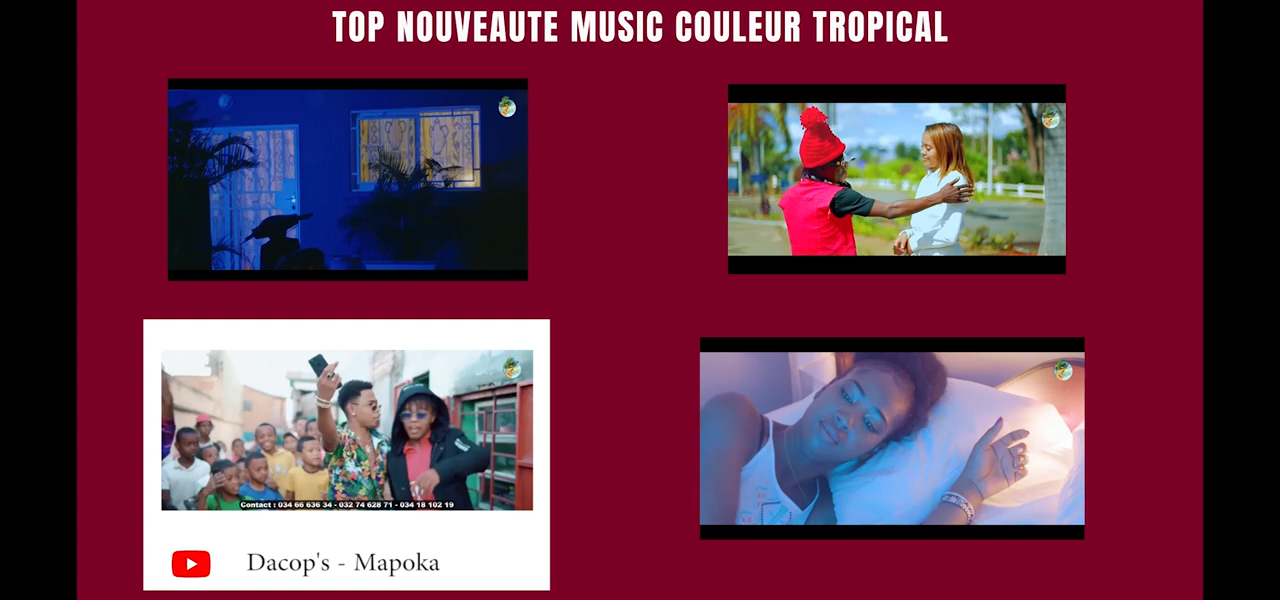 TOP NOUVEAUTE MUSIC COULEUR TROPICAL
Contact : 034 66 636 34 - 032 74 628 71 - 034 18 102 19
Dacop's - Mapoka